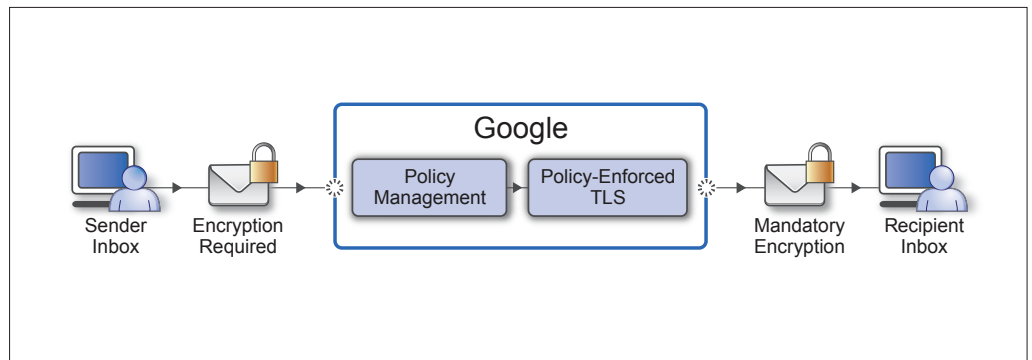 Google
Sender
Inbox
Encryption
Required
Policy
Management
Policy-Enforced
TLS
Mandatory
Encryption
Recipient
Inbox